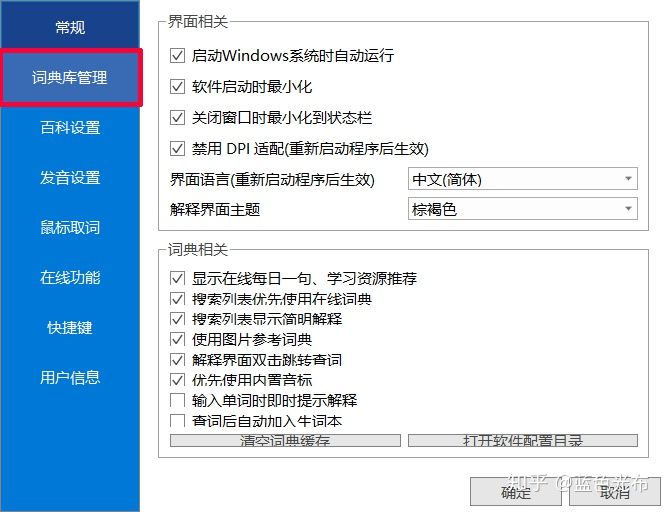 常规
词典库管理
百科设置
发音设置
鼠标取词
在线功能
快捷键
用户信息
界面相关
启动Windows系统时自动运行
软件启动时最小化
关闭窗口时最小化到状态栏
禁用 DPI 适配(重新启动程序后生效)
界面语言(重新启动程序后生效) 中文(简体)
解释界面主题 棕褐色
词典相关
显示在线每日一句、学习资源推荐
搜索列表优先使用在线词典
搜索列表显示简明解释
使用图片参考词典
解释界面双击跳转查词
优先使用内置音标
输入单词时即时提示解释
查词后自动加入生词本
清空词典缓存 打开软件配置目录
确定 取消
知乎 @蓝色茶布